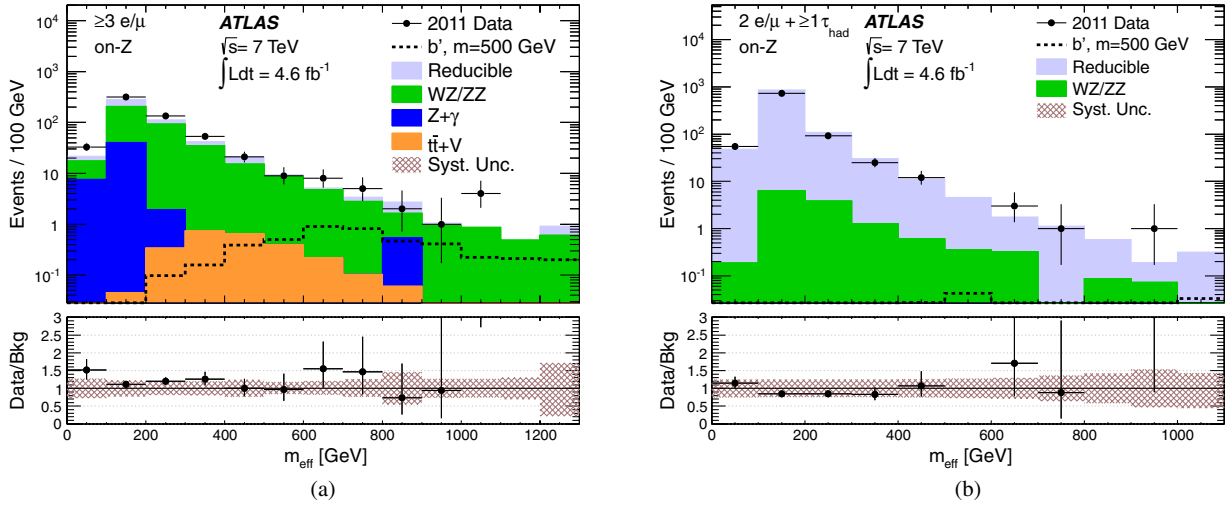 ≥3 e/μ
ATLAS
on-Z
√s= 7 TeV
∫Ldt = 4.6 fb⁻¹
2011 Data
b', m=500 GeV
Reducible
WZ/ZZ
Z+γ
tt̄+V
Syst. Unc.
Events / 100 GeV
10⁴
10³
10²
10
1
10⁻¹
Data/Bkg
3
2.5
2
1.5
1
0.5
0
0 200 400 600 800 1000 1200
m_eff [GeV]
(a)
2 e/μ + ≥1τ_had
ATLAS
on-Z
√s= 7 TeV
∫Ldt = 4.6 fb⁻¹
2011 Data
b', m=500 GeV
Reducible
WZ/ZZ
Syst. Unc.
Events / 100 GeV
10⁴
10³
10²
10
1
10⁻¹
Data/Bkg
3
2.5
2
1.5
1
0.5
0
0 200 400 600 800 1000
m_eff [GeV]
(b)